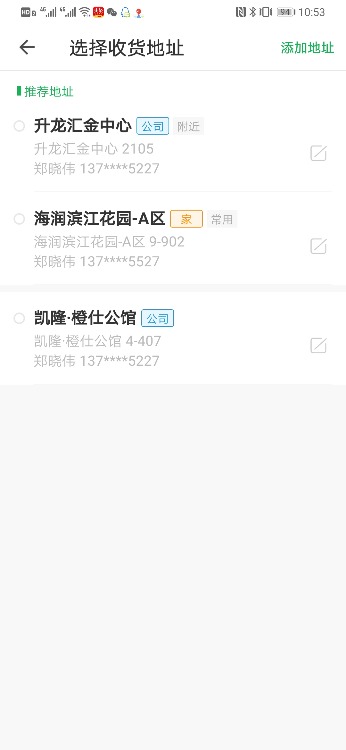 10:53
选择收货地址
添加地址
推荐地址
升龙汇金中心 公司 附近
升龙汇金中心 2105
郑晓伟 137****5227
海润滨江花园-A区 家 常用
海润滨江花园-A区 9-902
郑晓伟 137****5527
凯隆·橙仕公馆 公司
凯隆·橙仕公馆 4-407
郑晓伟 137****5227